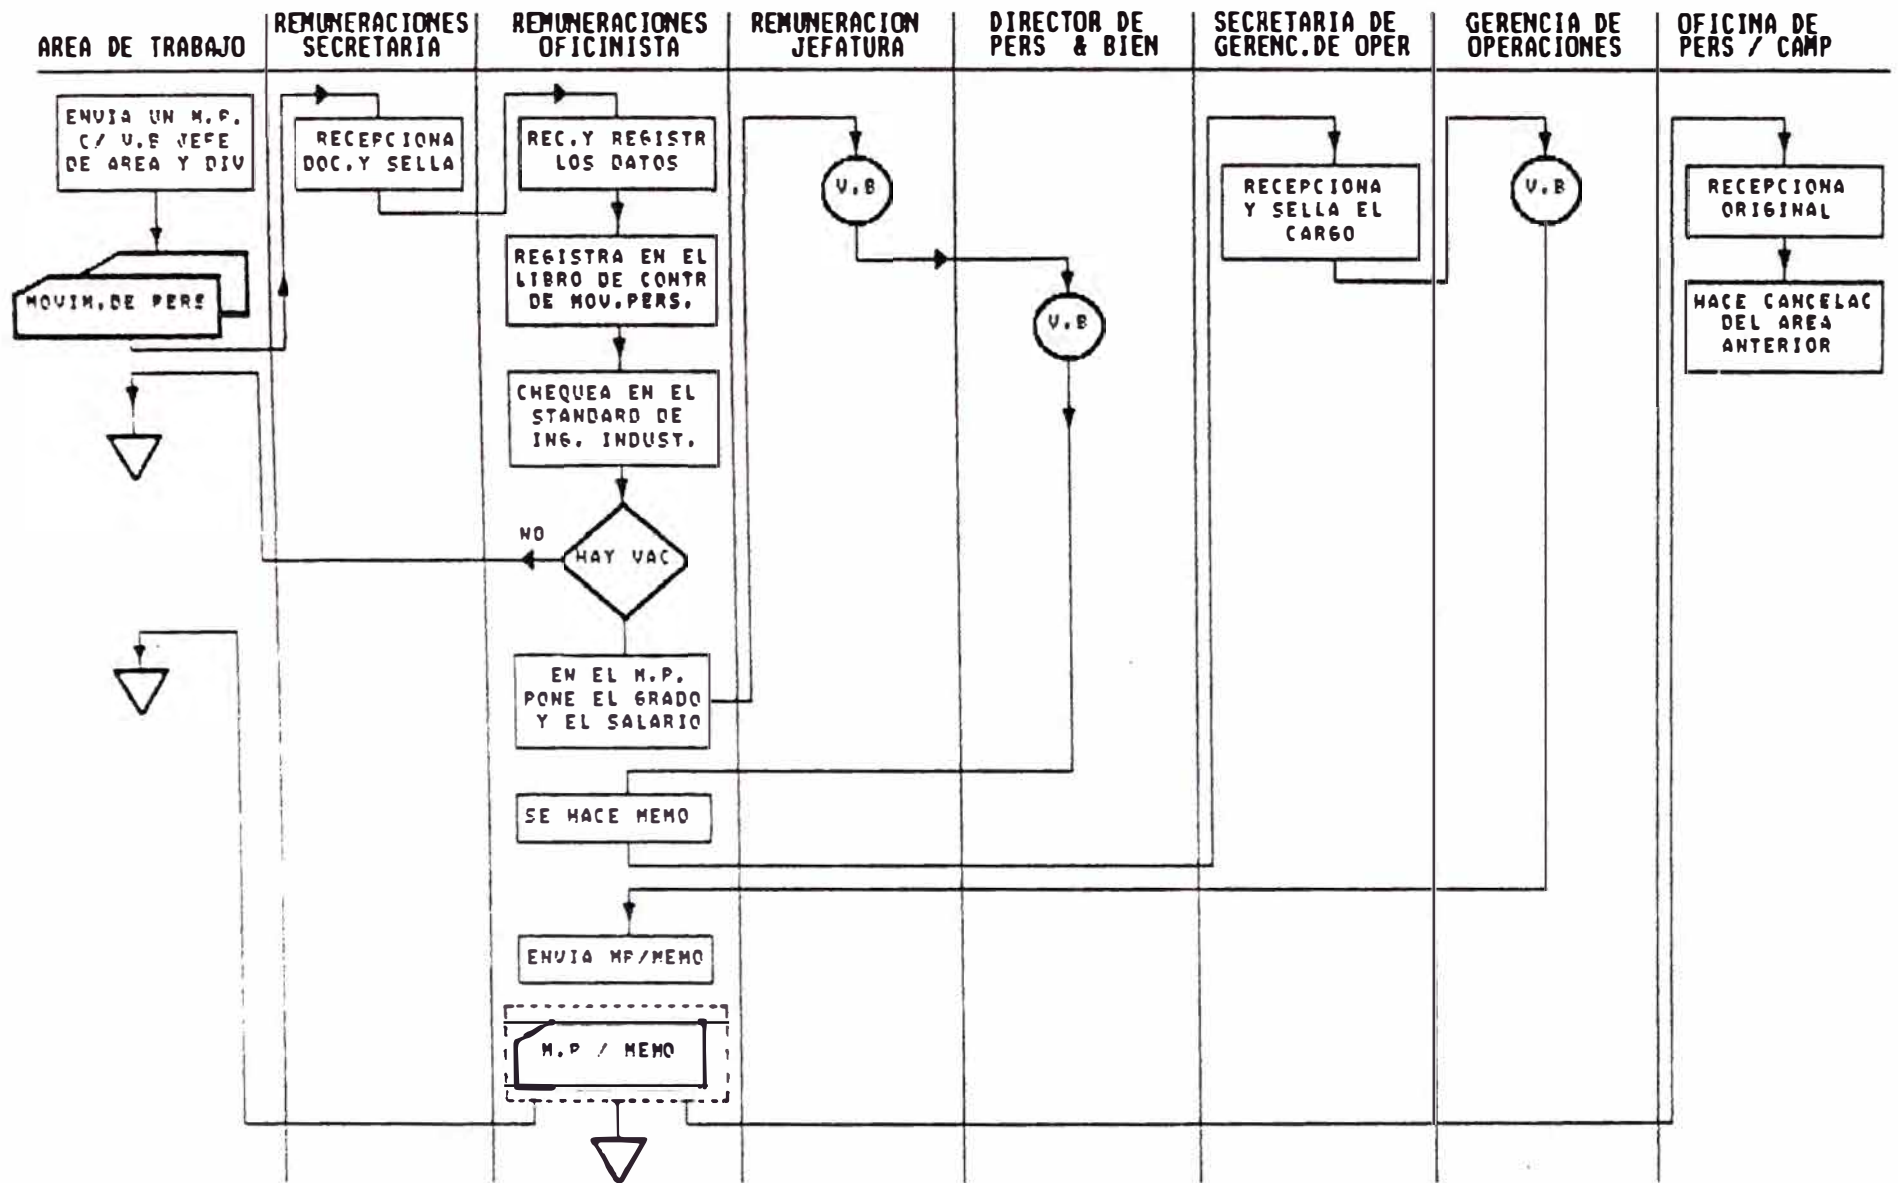 AREA DE TRABAJO
REMUNERACIONES
SECRETARIA
REMUNERACIONES
OFICINISTA
REMUNERACION
JEFATURA
DIRECTOR DE
PERS & BIEN
SECRETARIA DE
GERENC.DE OPER
GERENCIA DE
OPERACIONES
OFICINA DE
PERS / CAMP
ENVIA UN M.P.
C/ V.B JEFE
DE AREA Y DIV
MOVIM.DE PERS
RECEPCIONA
DOC.Y SELLA
REC.Y REGISTR
LOS DATOS
REGISTRA EN EL
LIBRO DE CONTR
DE MOV.PERS.
CHEQUEA EN EL
STANDARD DE
ING. INDUST.
HAY VAC
NO
EN EL M.P.
PONE EL GRADO
Y EL SALARIO
SE HACE MEMO
ENVIA MP/MEMO
M.P / MEMO
V.B
V.B
RECEPCIONA
Y SELLA EL
CARGO
V.B
RECEPCIONA
ORIGINAL
HACE CANCELAC
DEL AREA
ANTERIOR